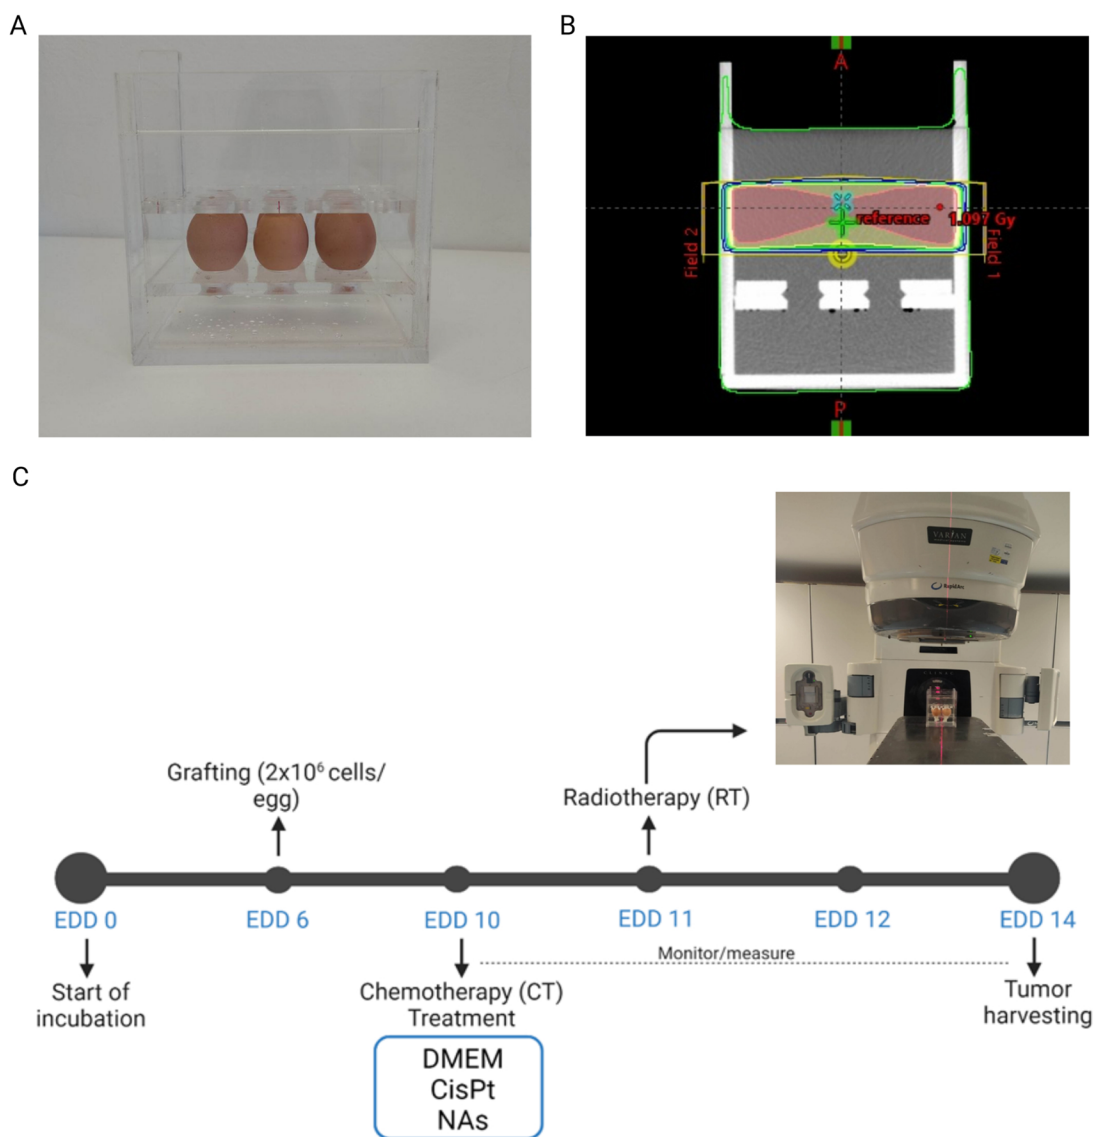 A
B
A
reference
1.097 Gy
Field 2
Field 1
P
C
VARIAN
RapidArc
Grafting (2x10⁶ cells/
egg)
Radiotherapy (RT)
EDD 0
EDD 6
EDD 10
EDD 11
EDD 12
EDD 14
Monitor/measure
Start of
incubation
Chemotherapy (CT)
Treatment
Tumor
harvesting
DMEM
CisPt
NAs